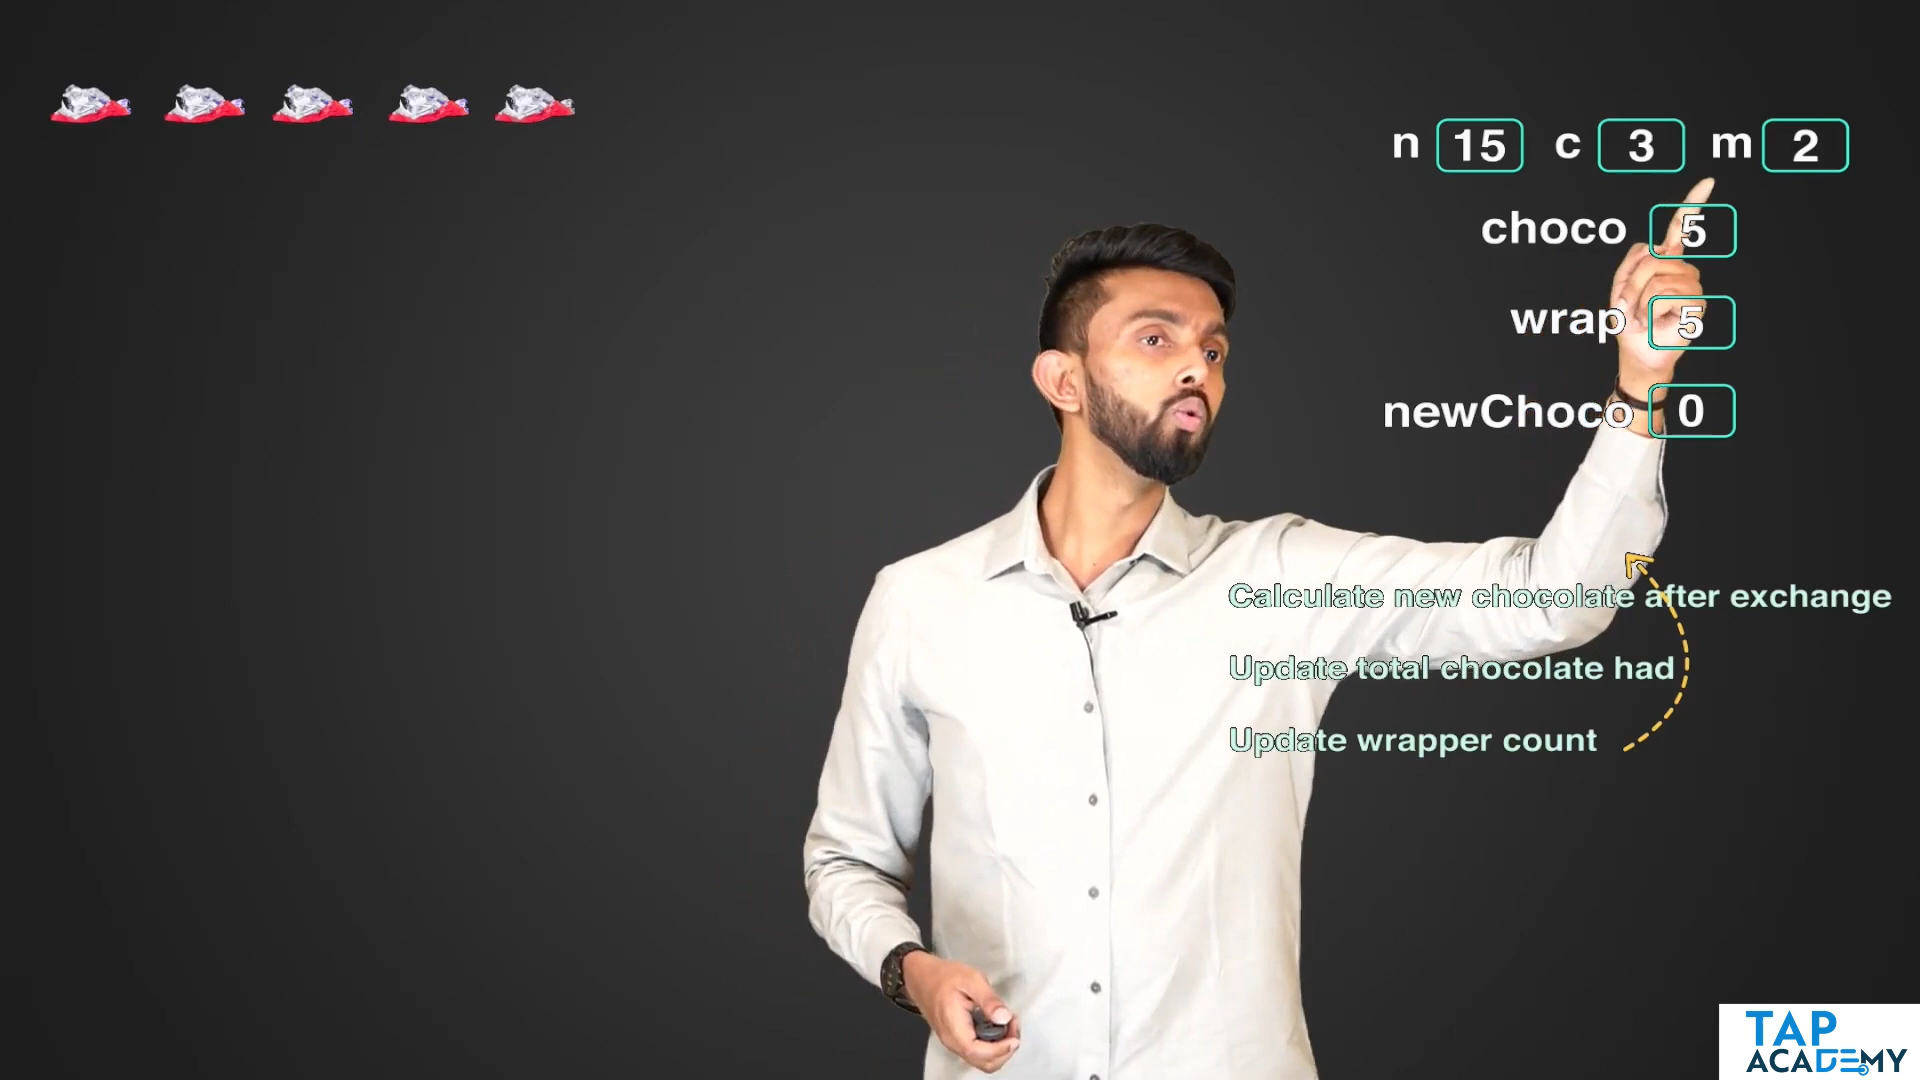 n 15 c 3 m 2
choco 5
wrap 5
newChoco 0
Calculate new chocolate after exchange
Update total chocolate had
Update wrapper count
TAP
ACADEMY